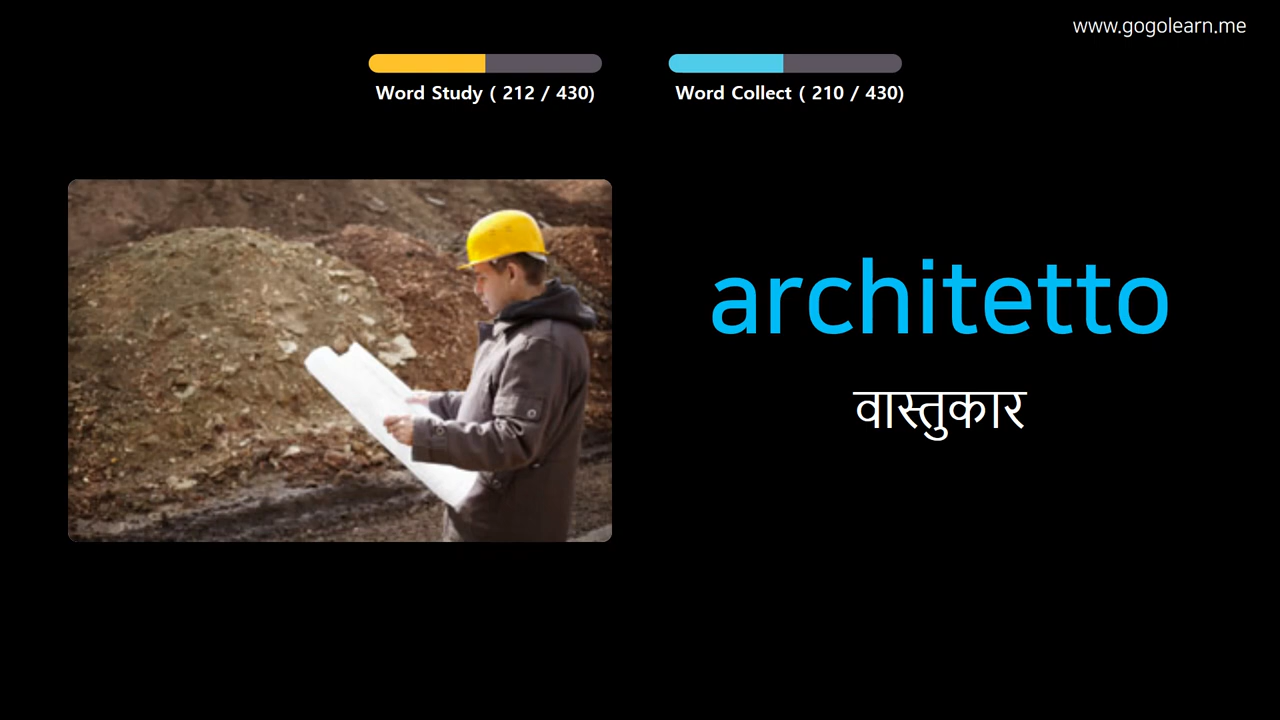 www.gogolearn.me
Word Study ( 212 / 430)
Word Collect ( 210 / 430)
architetto
वास्तुकार